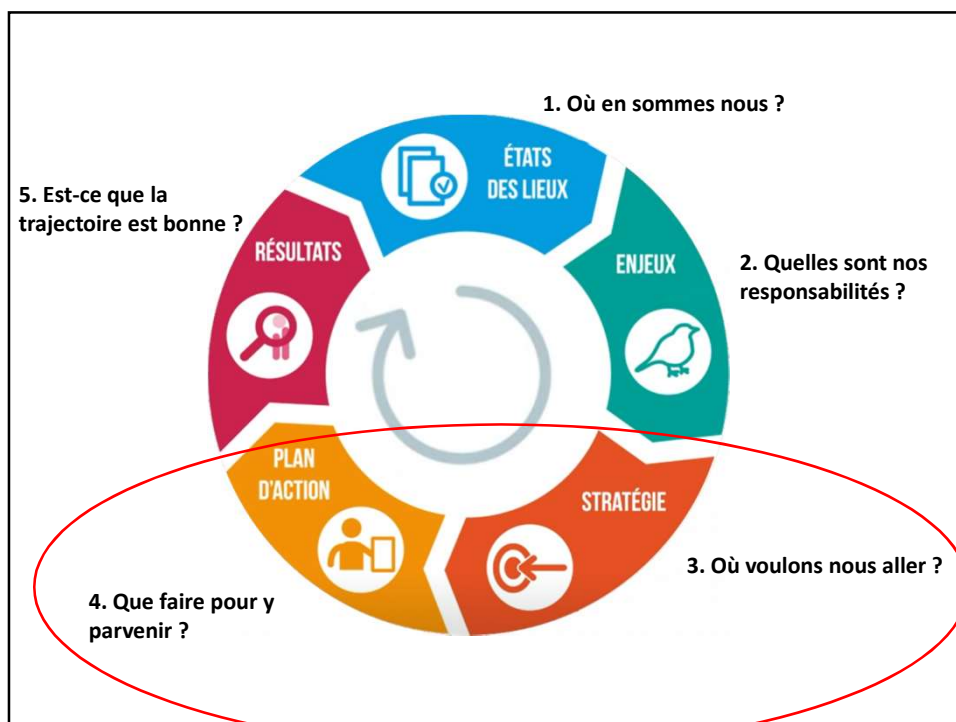 1. Où en sommes nous ?
ÉTATS
DES LIEUX
ENJEUX
2. Quelles sont nos
responsabilités ?
STRATÉGIE
3. Où voulons nous aller ?
PLAN
D'ACTION
4. Que faire pour y
parvenir ?
RÉSULTATS
5. Est-ce que la
trajectoire est bonne ?